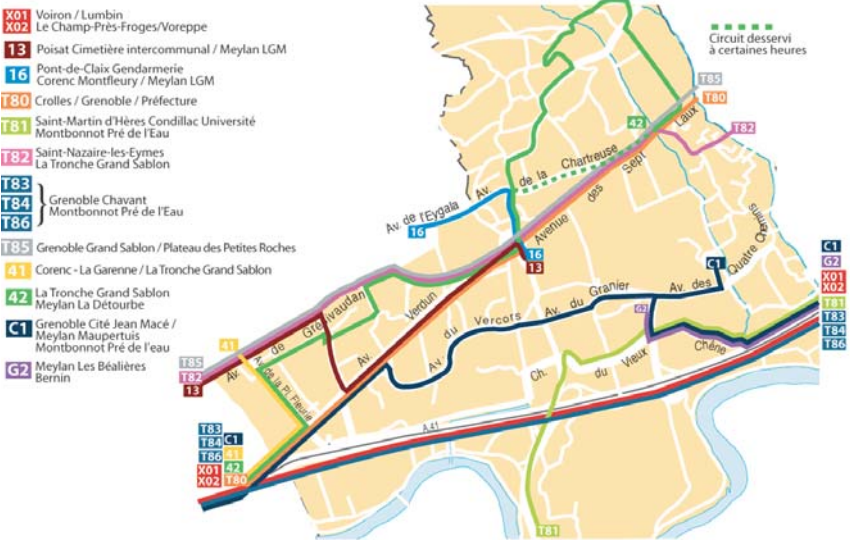 X01 Voiron / Lumbin
X02 Le Champ-Près-Froges/Voreppe
13 Poisat Cimetière intercommunal / Meylan LGM
16 Pont-de-Claix Gendarmerie
Corenc Montfleury / Meylan LGM
T80 Crolles / Grenoble / Préfecture
T81 Saint-Martin d'Hères Condillac Université
Montbonnot Pré de l'Eau
T82 Saint-Nazaire-les-Eymes
La Tronche Grand Sablon
T83
T84 Grenoble Chavant
Montbonnot Pré de l'Eau
T86
T85 Grenoble Grand Sablon / Plateau des Petites Roches
41 Corenc - La Garenne / La Tronche Grand Sablon
42 La Tronche Grand Sablon
Meylan La Détourbe
C1 Grenoble Cité Jean Macé /
Meylan Maupertuis
Montbonnot Pré de l'eau
G2 Meylan Les Béalières
Bernin
Circuit desservi
à certaines heures
T85
T80
42
Laux
T82
Av. de la Chartreuse
Avenue des Sept
Av. de l'Eygala
16
16
13
C1
Quatre Chemins
Av. des
Av. du Granier
Av. du Vercors
Av. Verdun
Av. de Grésivaudan
G2
Ch. du Vieux Chêne
C1
G2
X01
X02
T81
T83
T84
T86
41
T85
T82
13
Av. de la Pl. Fleurie
A 41
T83
T84 C1
T86 41
X01 42
X02 T80
T81